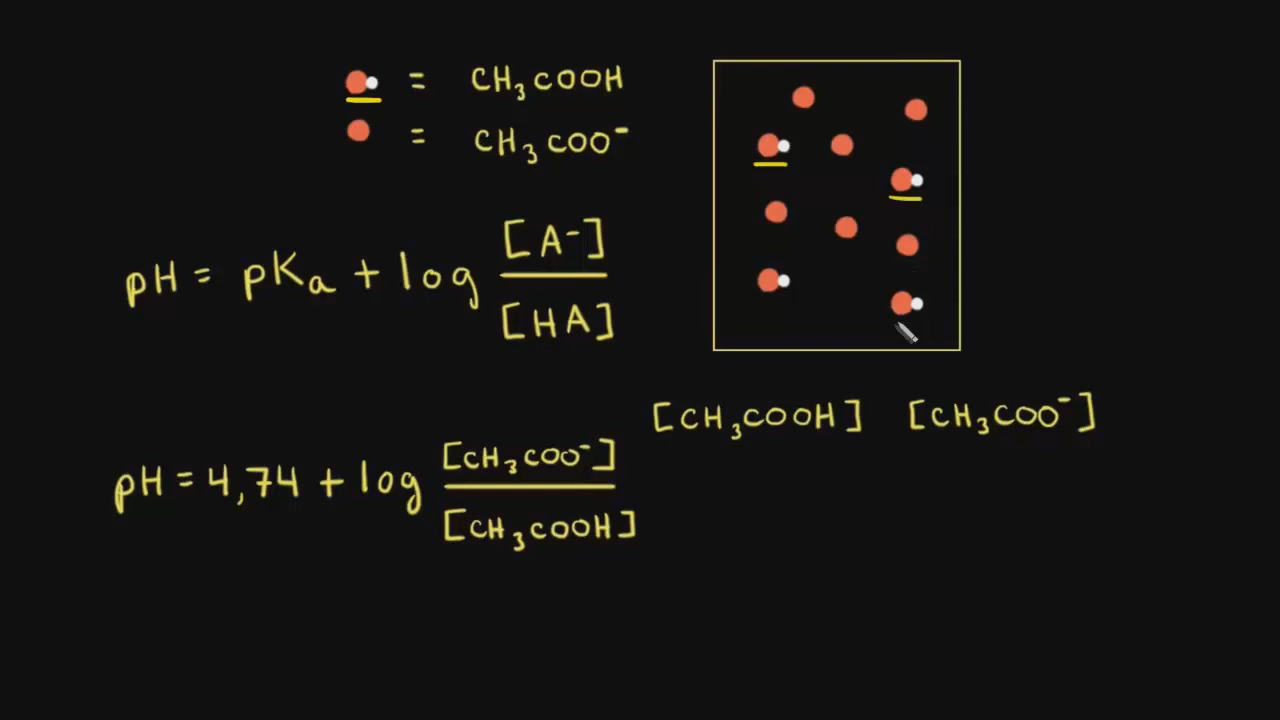 = CH₃COOH
= CH₃COO⁻
pH = pKₐ + log [A⁻] / [HA]
[CH₃COOH] [CH₃COO⁻]
pH = 4,74 + log [CH₃COO⁻] / [CH₃COOH]